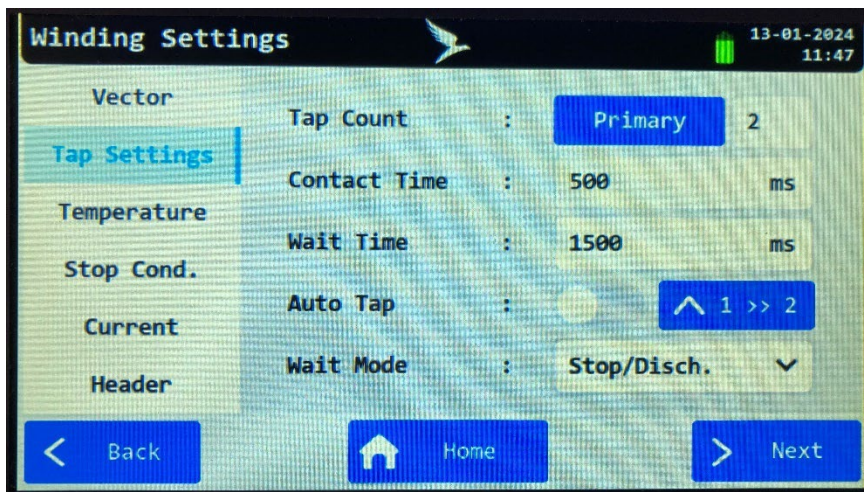 Winding Settings
13-01-2024
11:47
Vector
Tap Settings
Temperature
Stop Cond.
Current
Header
Tap Count : Primary 2
Contact Time : 500 ms
Wait Time : 1500 ms
Auto Tap : 1 >> 2
Wait Mode : Stop/Disch.
Back
Home
Next